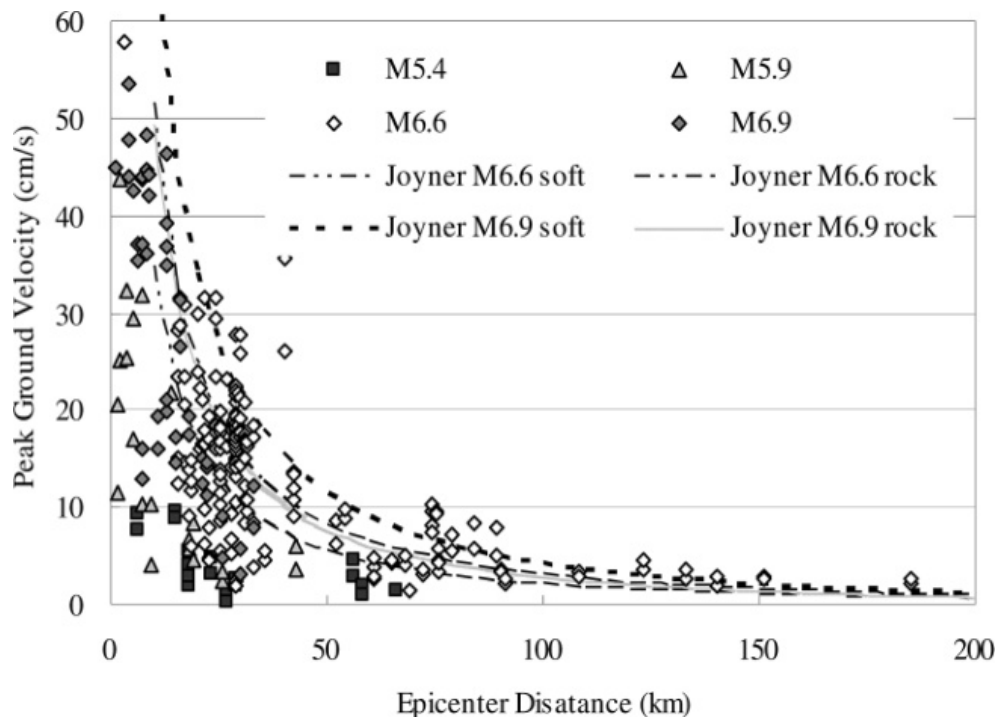 60
50
40
30
20
10
0
0 50 100 150 200
Peak Ground Velocity (cm/s)
Epicenter Disatance (km)
M5.4 M5.9
M6.6 M6.9
Joyner M6.6 soft Joyner M6.6 rock
Joyner M6.9 soft Joyner M6.9 rock